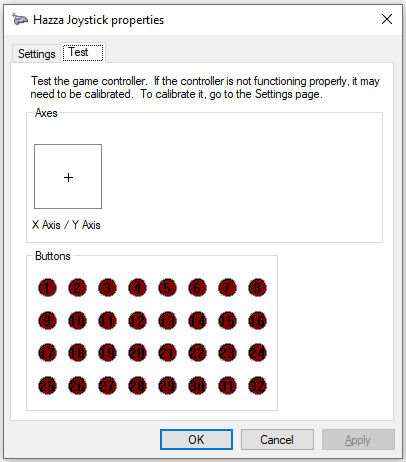 Hazza Joystick properties
Settings Test
Test the game controller. If the controller is not functioning properly, it may
need to be calibrated. To calibrate it, go to the Settings page.
Axes
X Axis / Y Axis
Buttons
1 2 3 4 5 6 7 8
9 10 11 12 13 14 15 16
17 18 19 20 21 22 23 24
25 26 27 28 29 30 31 32
OK Cancel Apply